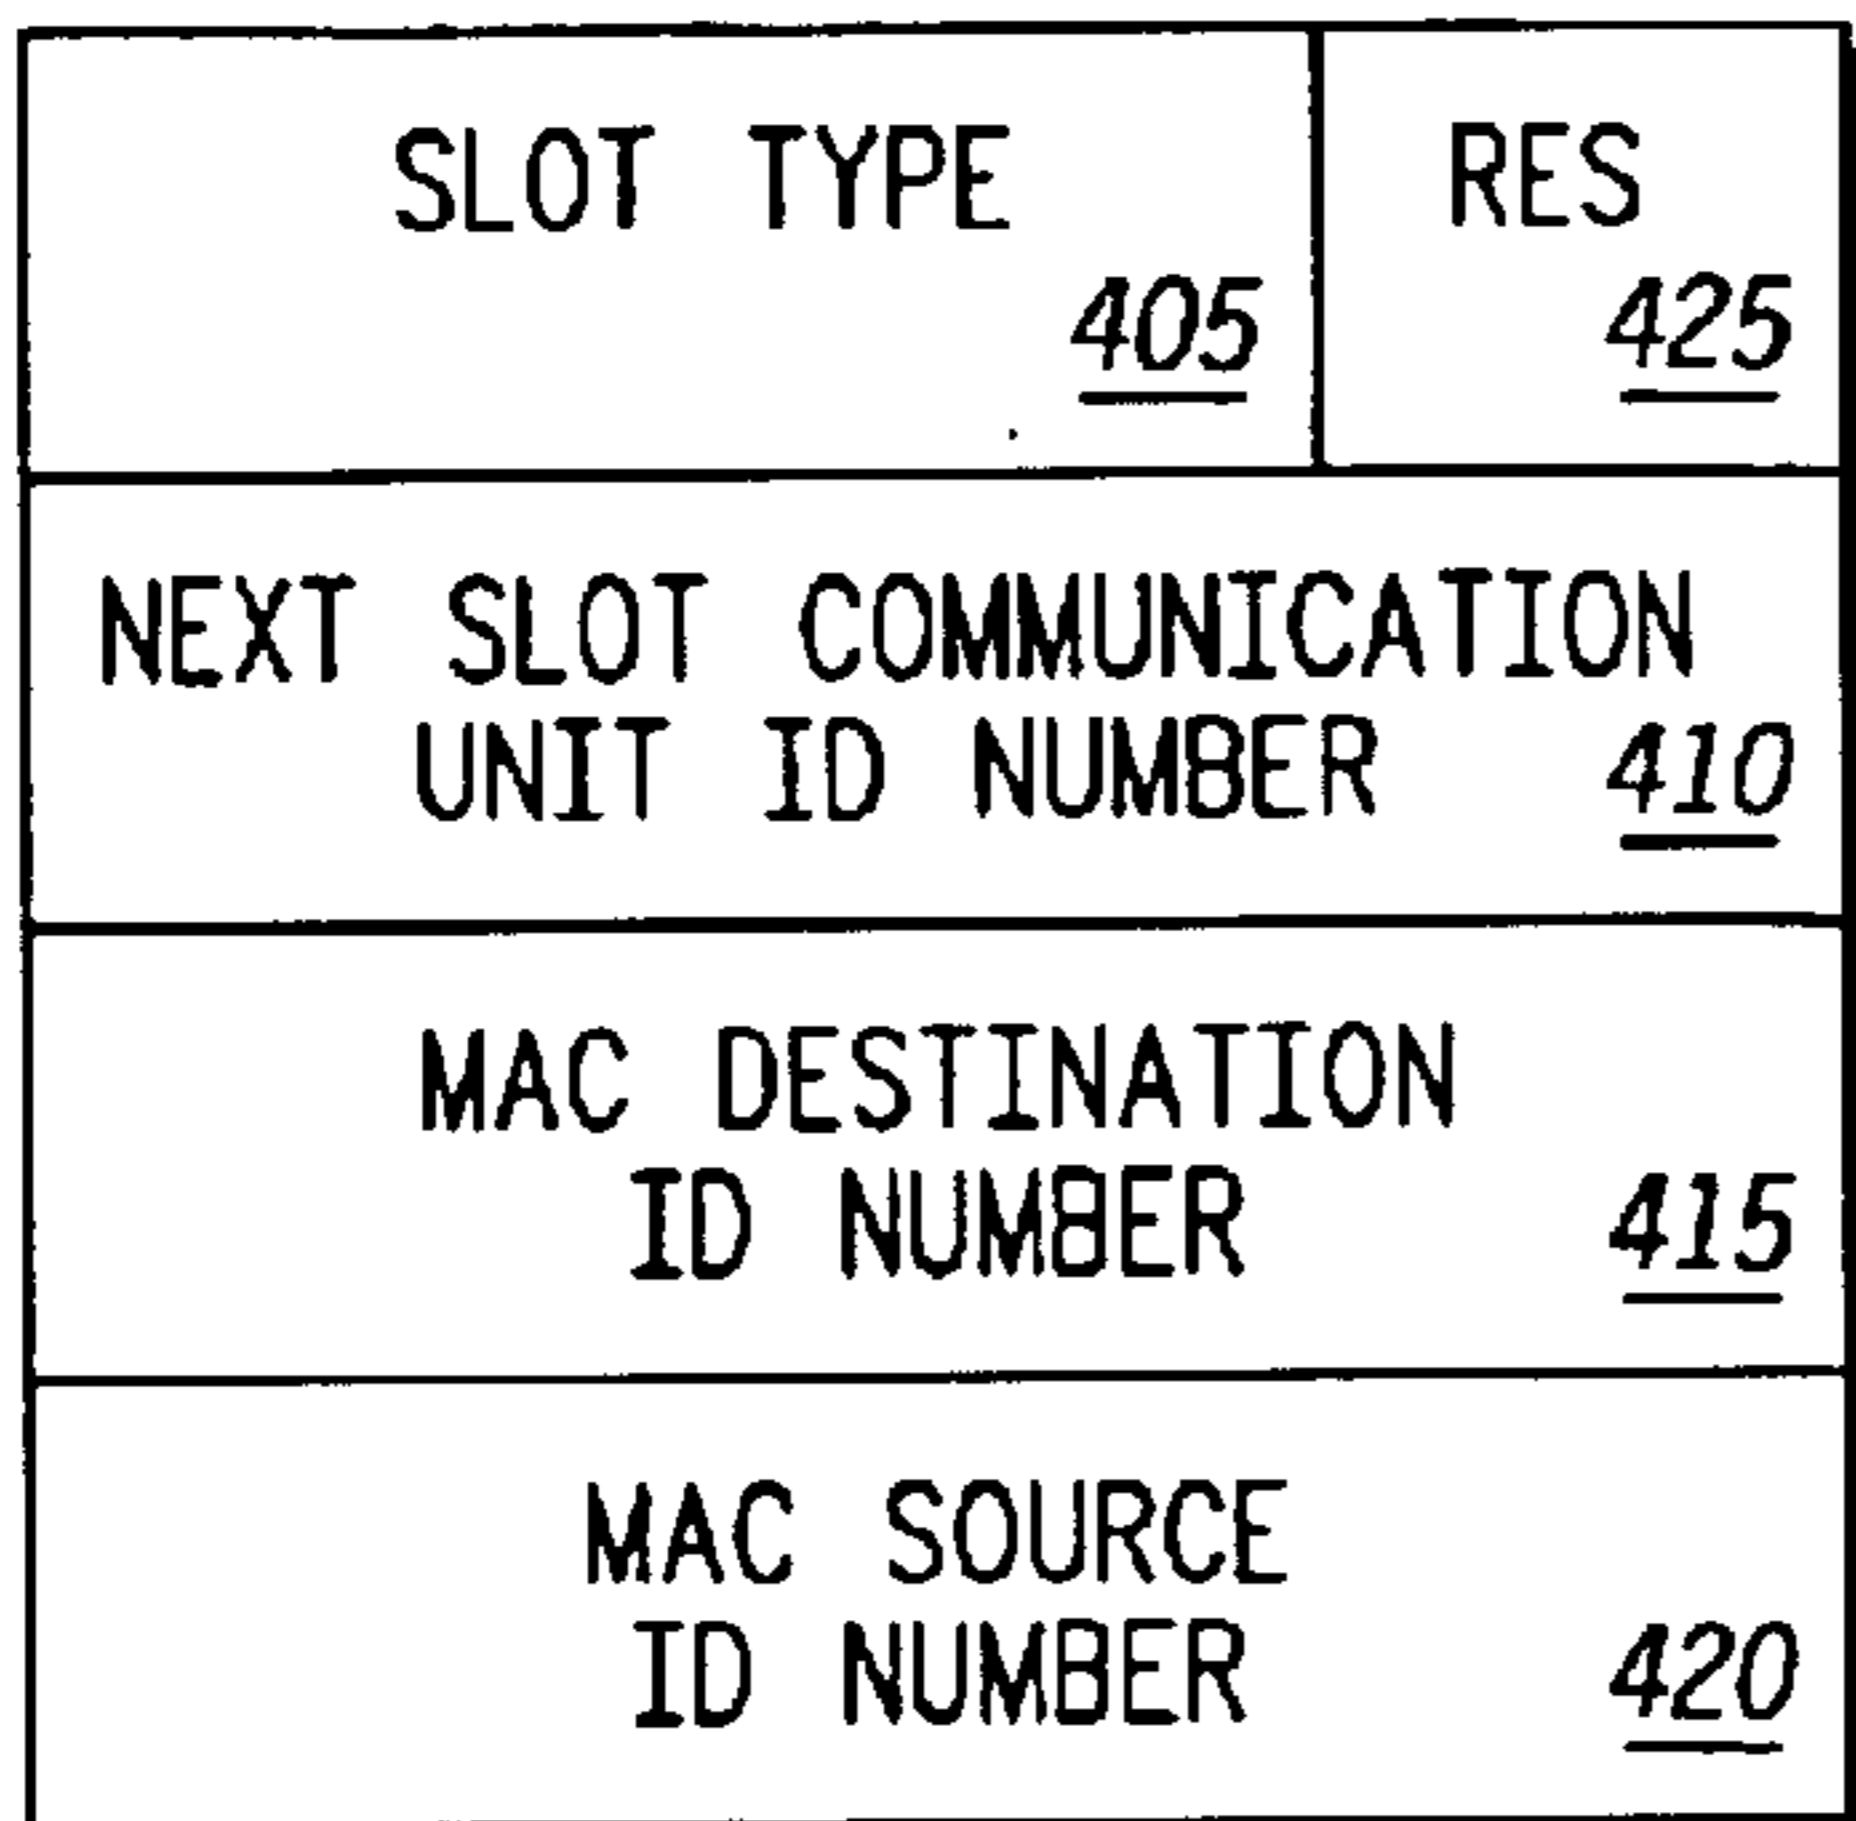 SLOT TYPE
405
RES
425
NEXT SLOT COMMUNICATION
UNIT ID NUMBER 410
MAC DESTINATION
ID NUMBER 415
MAC SOURCE
ID NUMBER 420